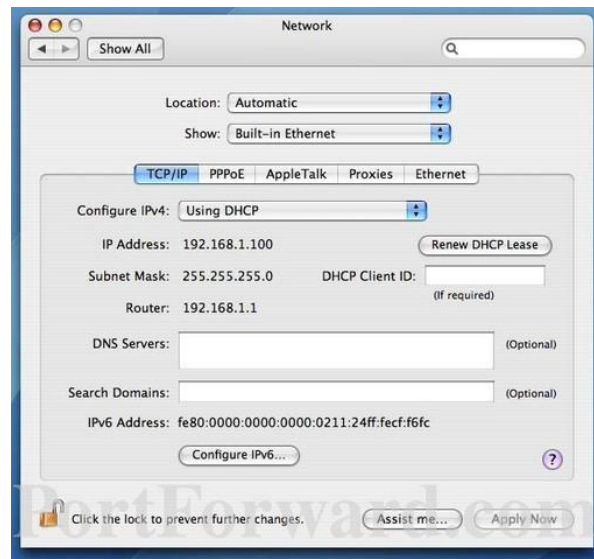 Network
Show All
Location: Automatic
Show: Built-in Ethernet
TCP/IP PPPoE AppleTalk Proxies Ethernet
Configure IPv4: Using DHCP
IP Address: 192.168.1.100 Renew DHCP Lease
Subnet Mask: 255.255.255.0 DHCP Client ID:
(If required)
Router: 192.168.1.1
DNS Servers: (Optional)
Search Domains: (Optional)
IPv6 Address: fe80:0000:0000:0000:0211:24ff:fecf:f6fc
Configure IPv6... ?
PortForward.com
Click the lock to prevent further changes. Assist me... Apply Now